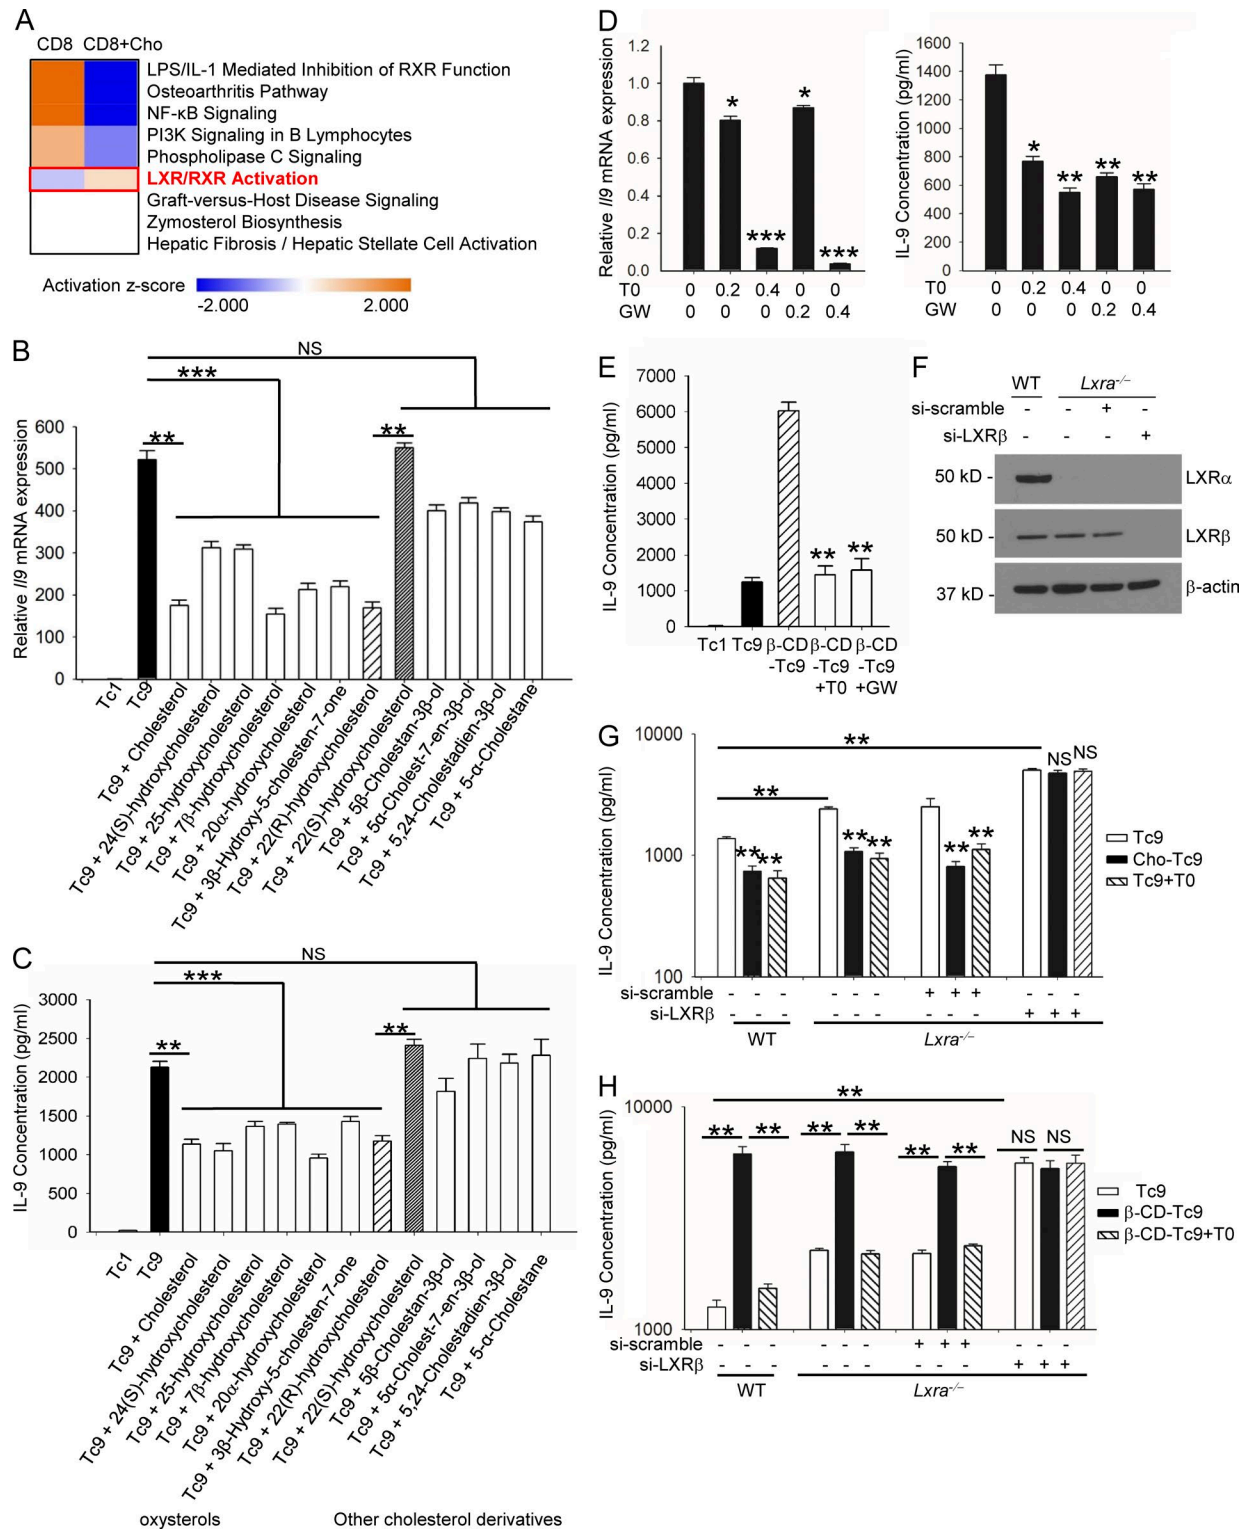 A
CD8 CD8+Cho
LPS/IL-1 Mediated Inhibition of RXR Function
Osteoarthritis Pathway
NF-κB Signaling
PI3K Signaling in B Lymphocytes
Phospholipase C Signaling
LXR/RXR Activation
Graft-versus-Host Disease Signaling
Zymosterol Biosynthesis
Hepatic Fibrosis / Hepatic Stellate Cell Activation
Activation z-score
-2.000 2.000
B
NS
***
** **
Relative Il9 mRNA expression
600
500
400
300
200
100
0
Tc1
Tc9
Tc9 + Cholesterol
Tc9 + 24(S)-hydroxycholesterol
Tc9 + 25-hydroxycholesterol
Tc9 + 7β-hydroxycholesterol
Tc9 + 20α-hydroxycholesterol
Tc9 + 3β-Hydroxy-5-cholesten-7-one
Tc9 + 22(R)-hydroxycholesterol
Tc9 + 22(S)-hydroxycholesterol
Tc9 + 5β-Cholestan-3β-ol
Tc9 + 5α-Cholest-7-en-3β-ol
Tc9 + 5,24-Cholestadien-3β-ol
Tc9 + 5-α-Cholestane
C
NS
***
** **
IL-9 Concentration (pg/ml)
3000
2500
2000
1500
1000
500
0
Tc1
Tc9
Tc9 + Cholesterol
Tc9 + 24(S)-hydroxycholesterol
Tc9 + 25-hydroxycholesterol
Tc9 + 7β-hydroxycholesterol
Tc9 + 20α-hydroxycholesterol
Tc9 + 3β-Hydroxy-5-cholesten-7-one
Tc9 + 22(R)-hydroxycholesterol
Tc9 + 22(S)-hydroxycholesterol
Tc9 + 5β-Cholestan-3β-ol
Tc9 + 5α-Cholest-7-en-3β-ol
Tc9 + 5,24-Cholestadien-3β-ol
Tc9 + 5-α-Cholestane
oxysterols Other cholesterol derivatives
D
Relative Il9 mRNA expression
1.2
1.0
0.8
0.6
0.4
0.2
0.0
* *** * ***
T0 0 0.2 0.4 0 0
GW 0 0 0 0.2 0.4
IL-9 Concentration (pg/ml)
1600
1400
1200
1000
800
600
400
200
0
* ** ** **
T0 0 0.2 0.4 0 0
GW 0 0 0 0.2 0.4
E
IL-9 Concentration (pg/ml)
7000
6000
5000
4000
3000
2000
1000
0
** **
Tc1 Tc9 β-CD β-CD β-CD
-Tc9 -Tc9 -Tc9
+T0 +GW
F
WT Lxra-/-
si-scramble - - + -
si-LXRβ - - - +
50 kD - LXRα
50 kD - LXRβ
37 kD - β-actin
G
IL-9 Concentration (pg/ml)
10000
1000
100
** NS NS
**
** ** ** ** ** **
Tc9
Cho-Tc9
Tc9+T0
si-scramble - - - - - - + + + - - -
si-LXRβ - - - - - - - - - + + +
WT Lxra-/-
H
IL-9 Concentration (pg/ml)
10000
1000
**
** ** ** ** ** ** NS NS
Tc9
β-CD-Tc9
β-CD-Tc9+T0
si-scramble - - - - - - + + + - - -
si-LXRβ - - - - - - - - - + + +
WT Lxra-/-